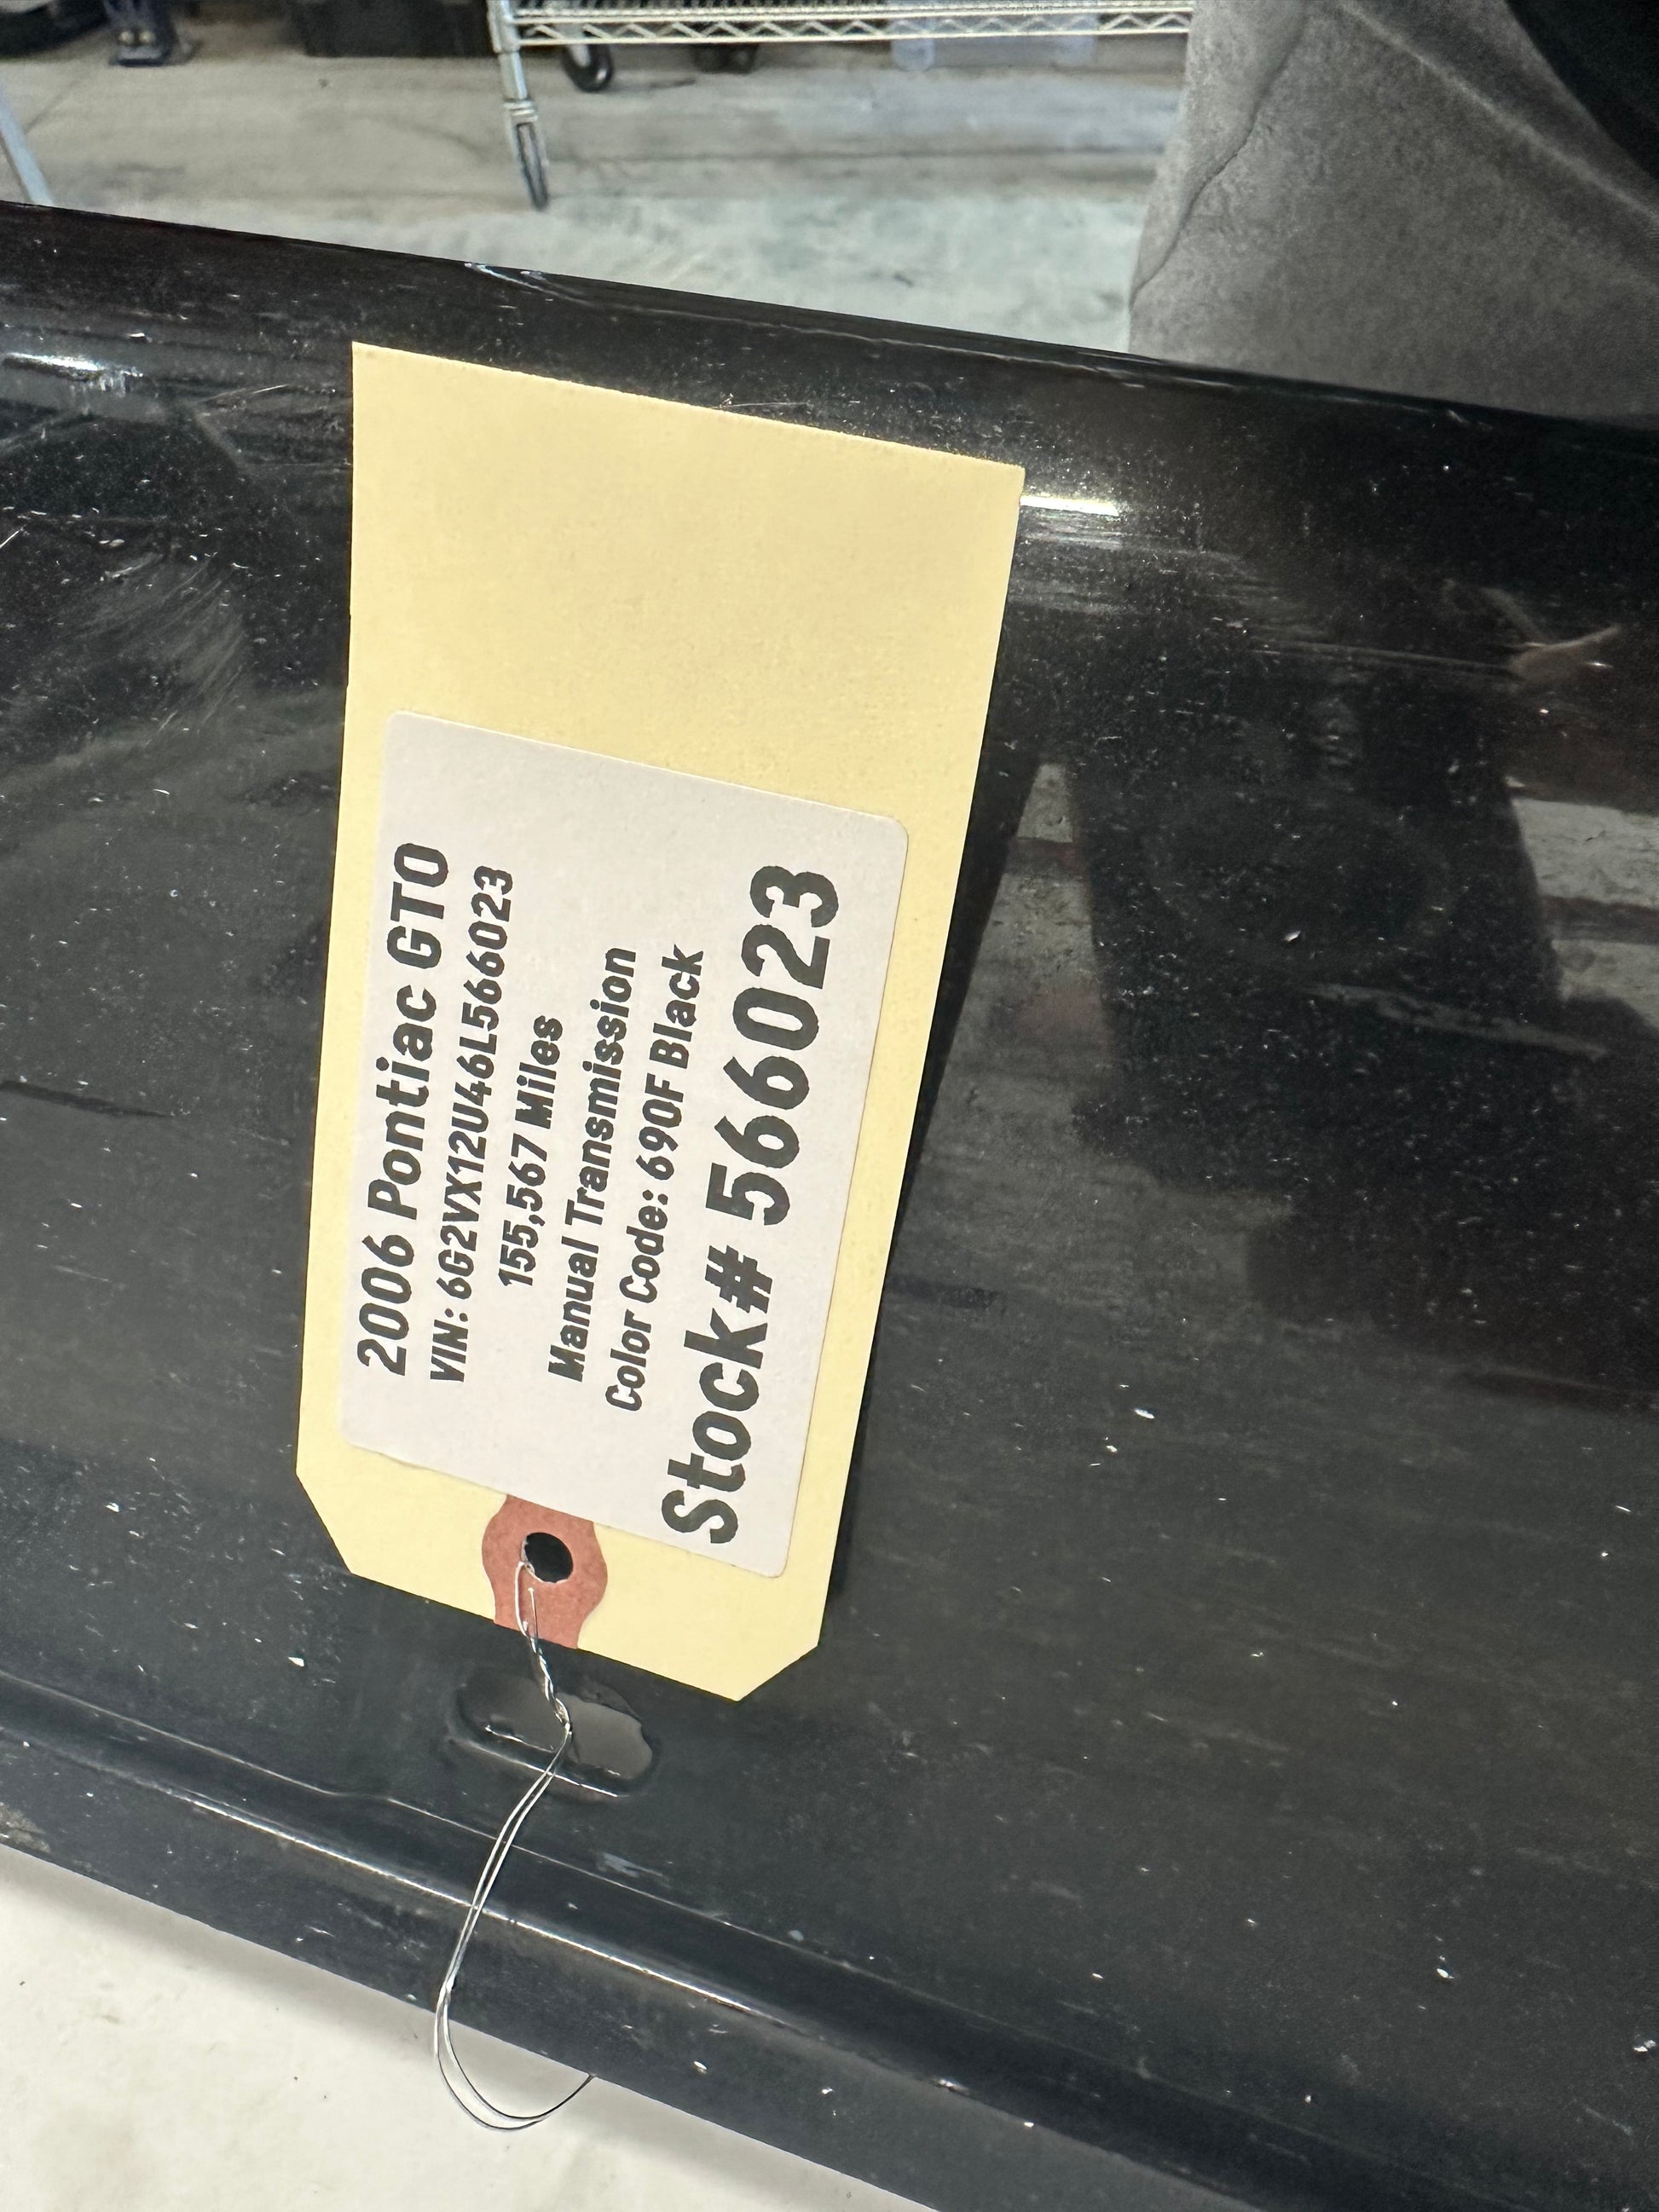 2006 Pontiac GTO
VIN: 6G2VX12U46L566023
155,567 Miles
Manual Transmission
Color Code: 690F Black
Stock# 566023